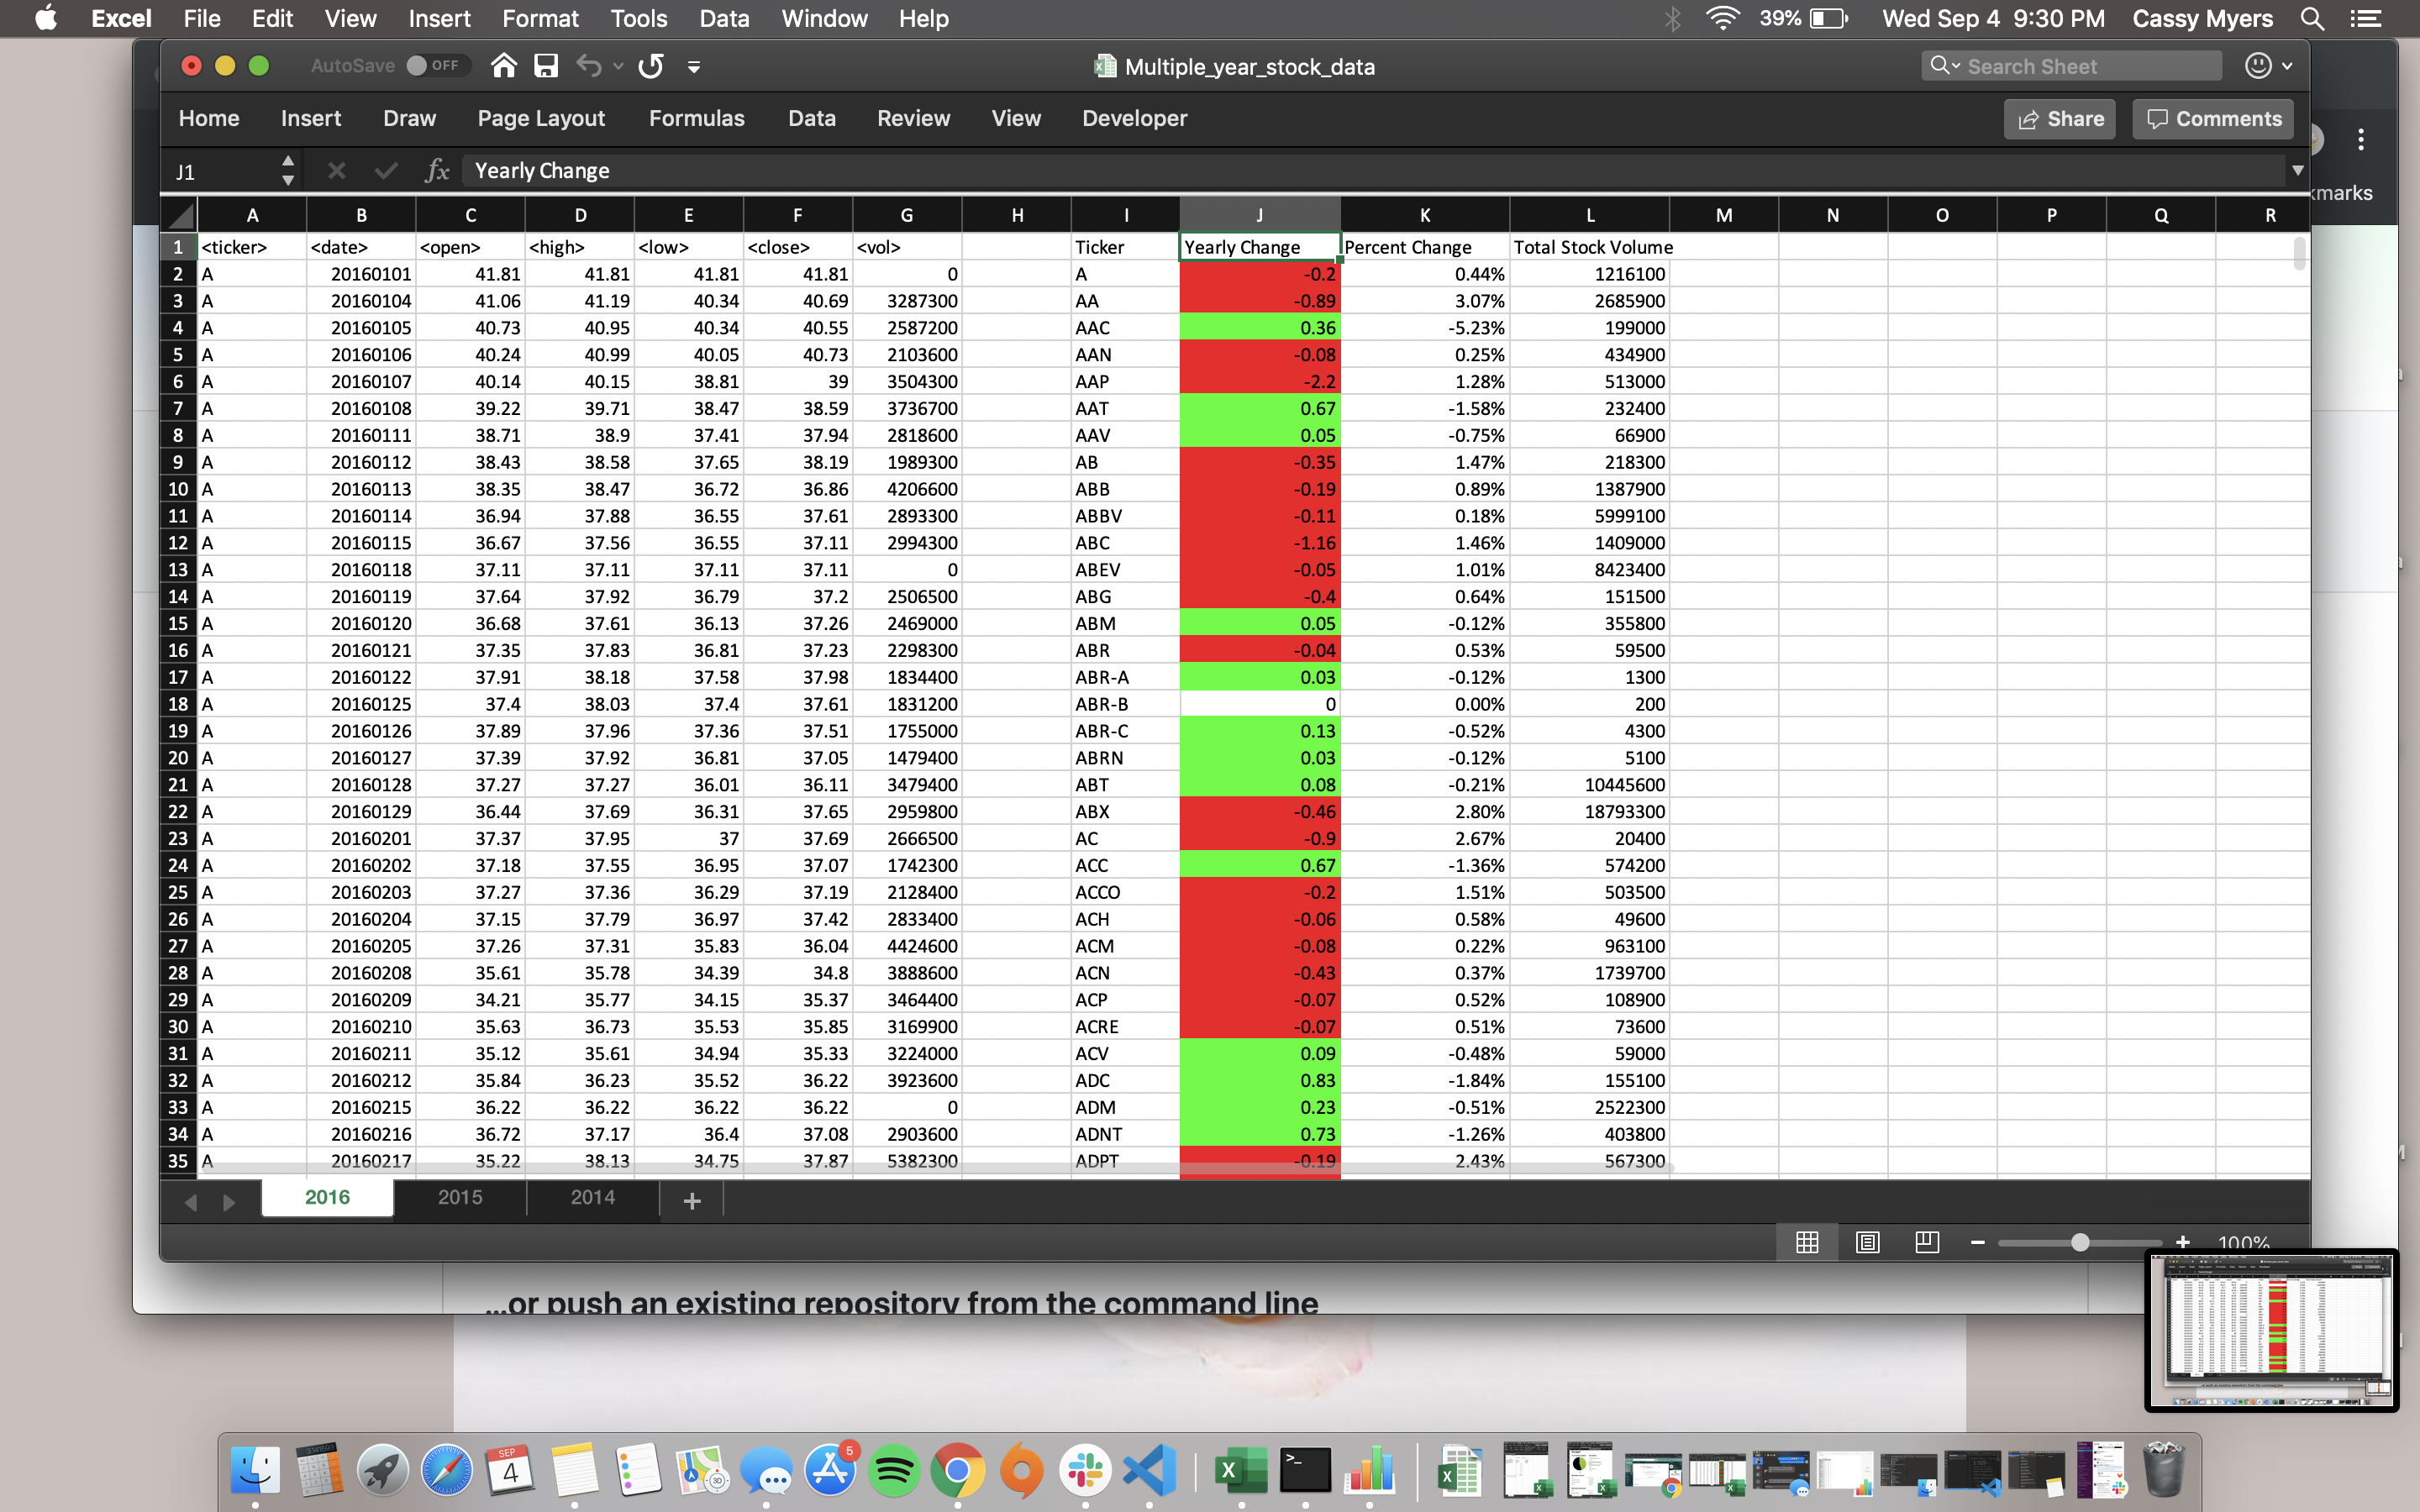 Excel File Edit View Insert Format Tools Data Window Help 39% Wed Sep 4 9:30 PM Cassy Myers
AutoSave OFF Multiple_year_stock_data Search Sheet
Home Insert Draw Page Layout Formulas Data Review View Developer Share Comments
J1 fx Yearly Change
kmarks
A B C D E F G H I J K L M N O P Q R
1 <ticker> <date> <open> <high> <low> <close> <vol> Ticker Yearly Change Percent Change Total Stock Volume
2 A 20160101 41.81 41.81 41.81 41.81 0 A -0.2 0.44% 1216100
3 A 20160104 41.06 41.19 40.34 40.69 3287300 AA -0.89 3.07% 2685900
4 A 20160105 40.73 40.95 40.34 40.55 2587200 AAC 0.36 -5.23% 199000
5 A 20160106 40.24 40.99 40.05 40.73 2103600 AAN -0.08 0.25% 434900
6 A 20160107 40.14 40.15 38.81 39 3504300 AAP -2.2 1.28% 513000
7 A 20160108 39.22 39.71 38.47 38.59 3736700 AAT 0.67 -1.58% 232400
8 A 20160111 38.71 38.9 37.41 37.94 2818600 AAV 0.05 -0.75% 66900
9 A 20160112 38.43 38.58 37.65 38.19 1989300 AB -0.35 1.47% 218300
10 A 20160113 38.35 38.47 36.72 36.86 4206600 ABB -0.19 0.89% 1387900
11 A 20160114 36.94 37.88 36.55 37.61 2893300 ABBV -0.11 0.18% 5999100
12 A 20160115 36.67 37.56 36.55 37.11 2994300 ABC -1.16 1.46% 1409000
13 A 20160118 37.11 37.11 37.11 37.11 0 ABEV -0.05 1.01% 8423400
14 A 20160119 37.64 37.92 36.79 37.2 2506500 ABG -0.4 0.64% 151500
15 A 20160120 36.68 37.61 36.13 37.26 2469000 ABM 0.05 -0.12% 355800
16 A 20160121 37.35 37.83 36.81 37.23 2298300 ABR -0.04 0.53% 59500
17 A 20160122 37.91 38.18 37.58 37.98 1834400 ABR-A 0.03 -0.12% 1300
18 A 20160125 37.4 38.03 37.4 37.61 1831200 ABR-B 0 0.00% 200
19 A 20160126 37.89 37.96 37.36 37.51 1755000 ABR-C 0.13 -0.52% 4300
20 A 20160127 37.39 37.92 36.81 37.05 1479400 ABRN 0.03 -0.12% 5100
21 A 20160128 37.27 37.27 36.01 36.11 3479400 ABT 0.08 -0.21% 10445600
22 A 20160129 36.44 37.69 36.31 37.65 2959800 ABX -0.46 2.80% 18793300
23 A 20160201 37.37 37.95 37 37.69 2666500 AC -0.9 2.67% 20400
24 A 20160202 37.18 37.55 36.95 37.07 1742300 ACC 0.67 -1.36% 574200
25 A 20160203 37.27 37.36 36.29 37.19 2128400 ACCO -0.2 1.51% 503500
26 A 20160204 37.15 37.79 36.97 37.42 2833400 ACH -0.06 0.58% 49600
27 A 20160205 37.26 37.31 35.83 36.04 4424600 ACM -0.08 0.22% 963100
28 A 20160208 35.61 35.78 34.39 34.8 3888600 ACN -0.43 0.37% 1739700
29 A 20160209 34.21 35.77 34.15 35.37 3464400 ACP -0.07 0.52% 108900
30 A 20160210 35.63 36.73 35.53 35.85 3169900 ACRE -0.07 0.51% 73600
31 A 20160211 35.12 35.61 34.94 35.33 3224000 ACV 0.09 -0.48% 59000
32 A 20160212 35.84 36.23 35.52 36.22 3923600 ADC 0.83 -1.84% 155100
33 A 20160215 36.22 36.22 36.22 36.22 0 ADM 0.23 -0.51% 2522300
34 A 20160216 36.72 37.17 36.4 37.08 2903600 ADNT 0.73 -1.26% 403800
35 A 20160217 35.22 38.13 34.75 37.87 5382300 ADPT -0.19 2.43% 567300
2016 2015 2014 +
100%
...or push an existing repository from the command line
SEP 4 3D 5 X >_ X